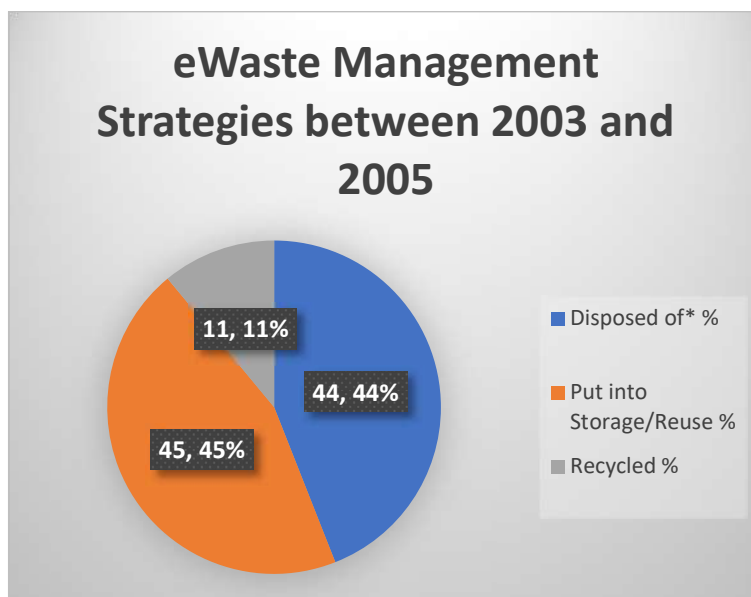 eWaste Management
Strategies between 2003 and
2005
11, 11%
44, 44%
45, 45%
Disposed of* %
Put into
Storage/Reuse %
Recycled %